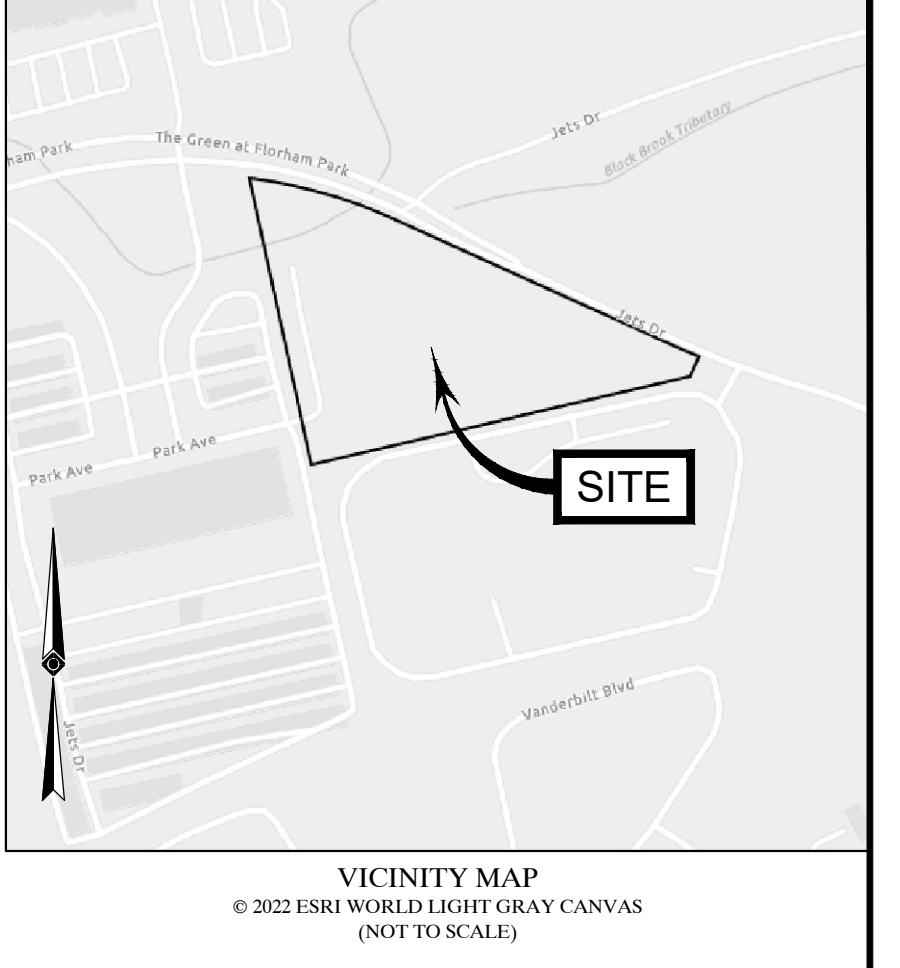 Jets Dr
Black Brook Tributary
ham Park
The Green at Florham Park
Jets Dr
Park Ave
Park Ave
SITE
Vanderbilt Blvd
Jets Dr
VICINITY MAP
© 2022 ESRI WORLD LIGHT GRAY CANVAS
(NOT TO SCALE)